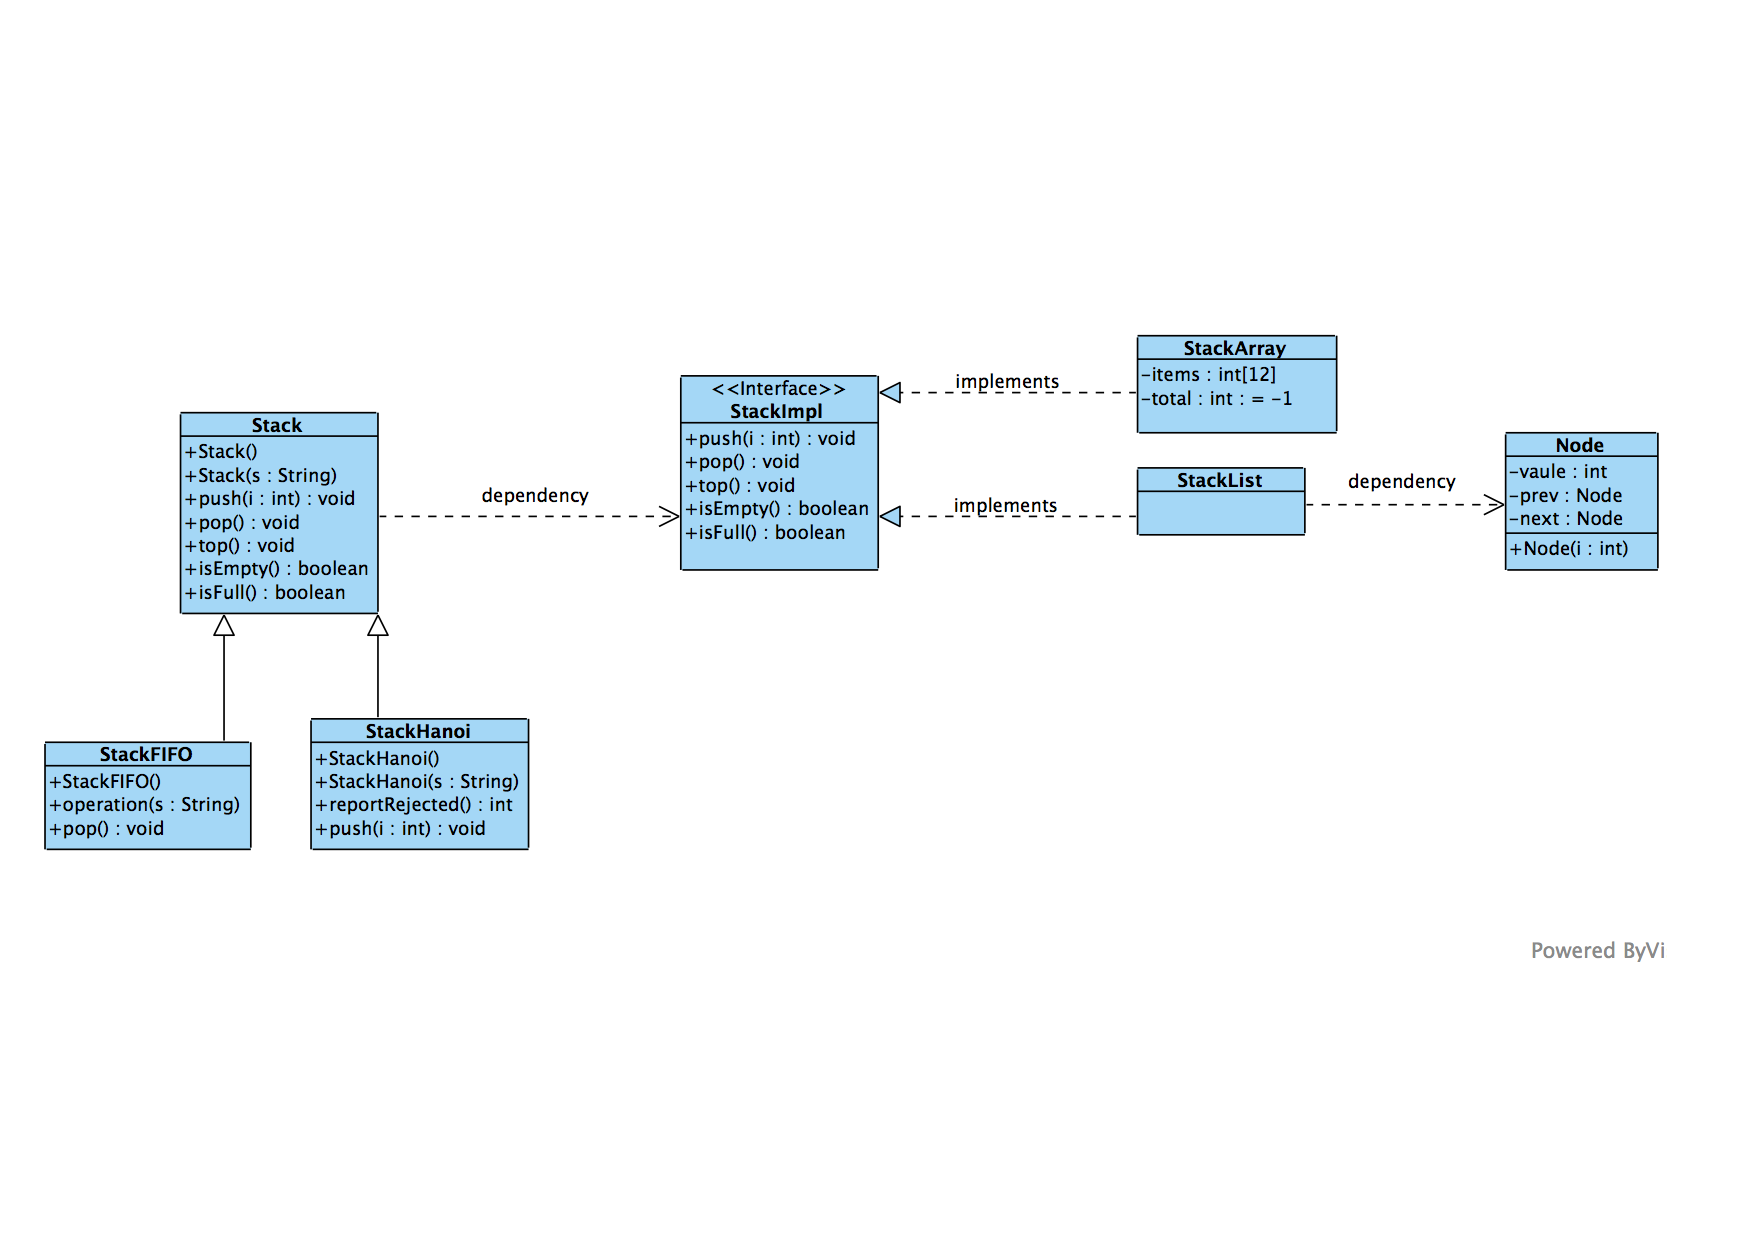 Stack
+Stack()
+Stack(s : String)
+push(i : int) : void
+pop() : void
+top() : void
+isEmpty() : boolean
+isFull() : boolean
dependency
<<Interface>>
StackImpl
+push(i : int) : void
+pop() : void
+top() : void
+isEmpty() : boolean
+isFull() : boolean
implements
implements
StackArray
-items : int[12]
-total : int : = -1
StackList
dependency
Node
-vaule : int
-prev : Node
-next : Node
+Node(i : int)
StackFIFO
+StackFIFO()
+operation(s : String)
+pop() : void
StackHanoi
+StackHanoi()
+StackHanoi(s : String)
+reportRejected() : int
+push(i : int) : void
Powered ByVi